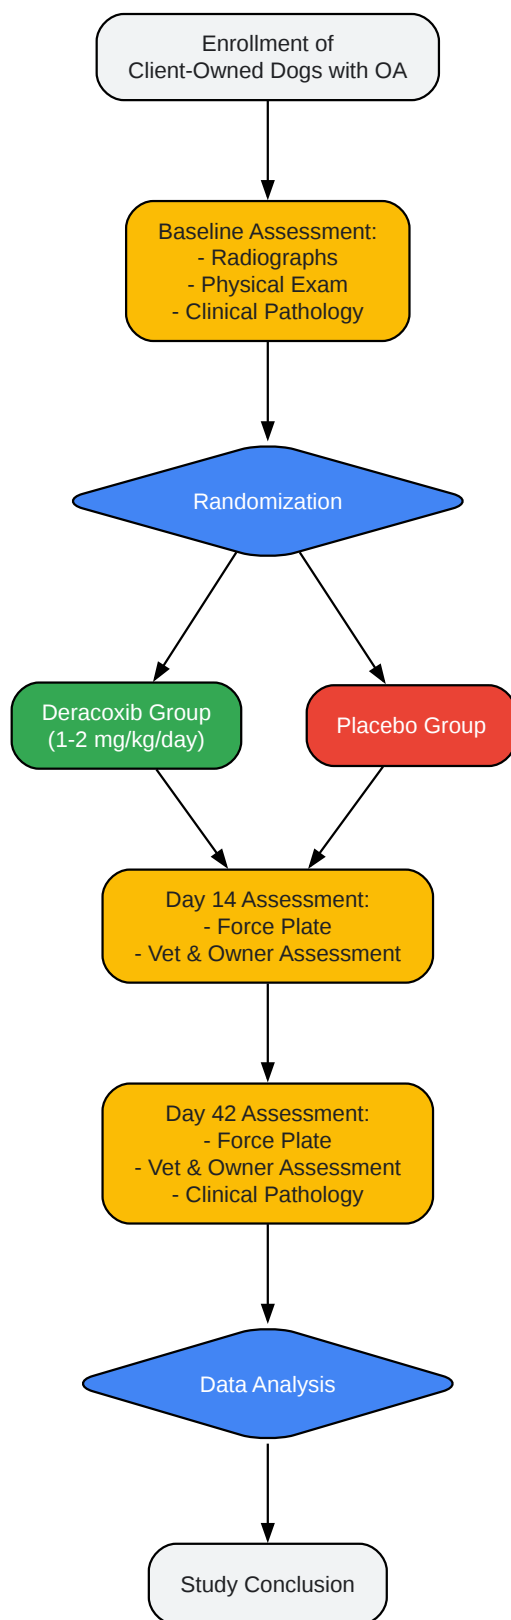 Enrollment of
Client-Owned Dogs with OA
Baseline Assessment:
- Radiographs
- Physical Exam
- Clinical Pathology
Randomization
Deracoxib Group
(1-2 mg/kg/day)
Placebo Group
Day 14 Assessment:
- Force Plate
- Vet & Owner Assessment
Day 42 Assessment:
- Force Plate
- Vet & Owner Assessment
- Clinical Pathology
Data Analysis
Study Conclusion